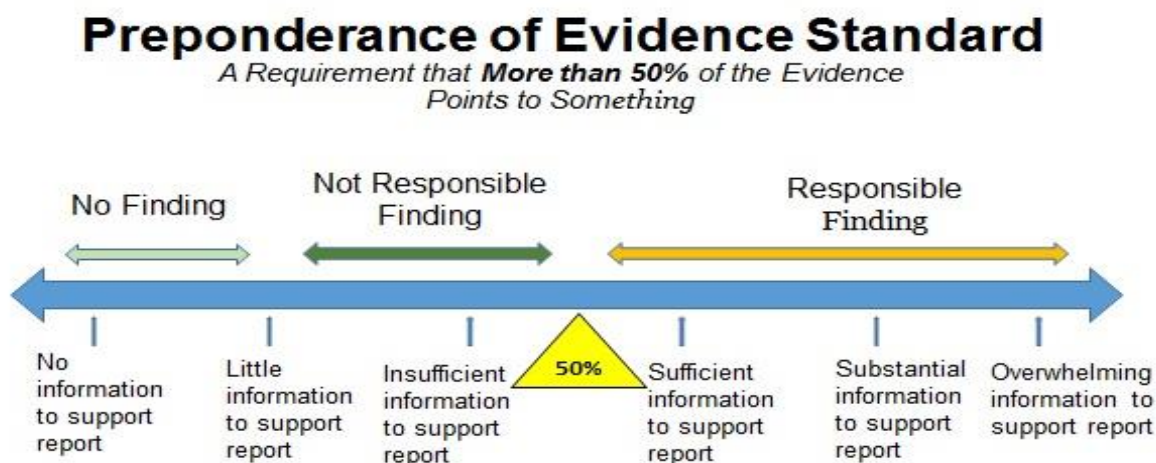 Preponderance of Evidence Standard
A Requirement that More than 50% of the Evidence
Points to Something
No Finding
Not Responsible
Finding
Responsible
Finding
No
information
to support
report
Little
information
to support
report
Insufficient
information
to support
report
50%
Sufficient
information
to support
report
Substantial
information
to support
report
Overwhelming
information to
support report